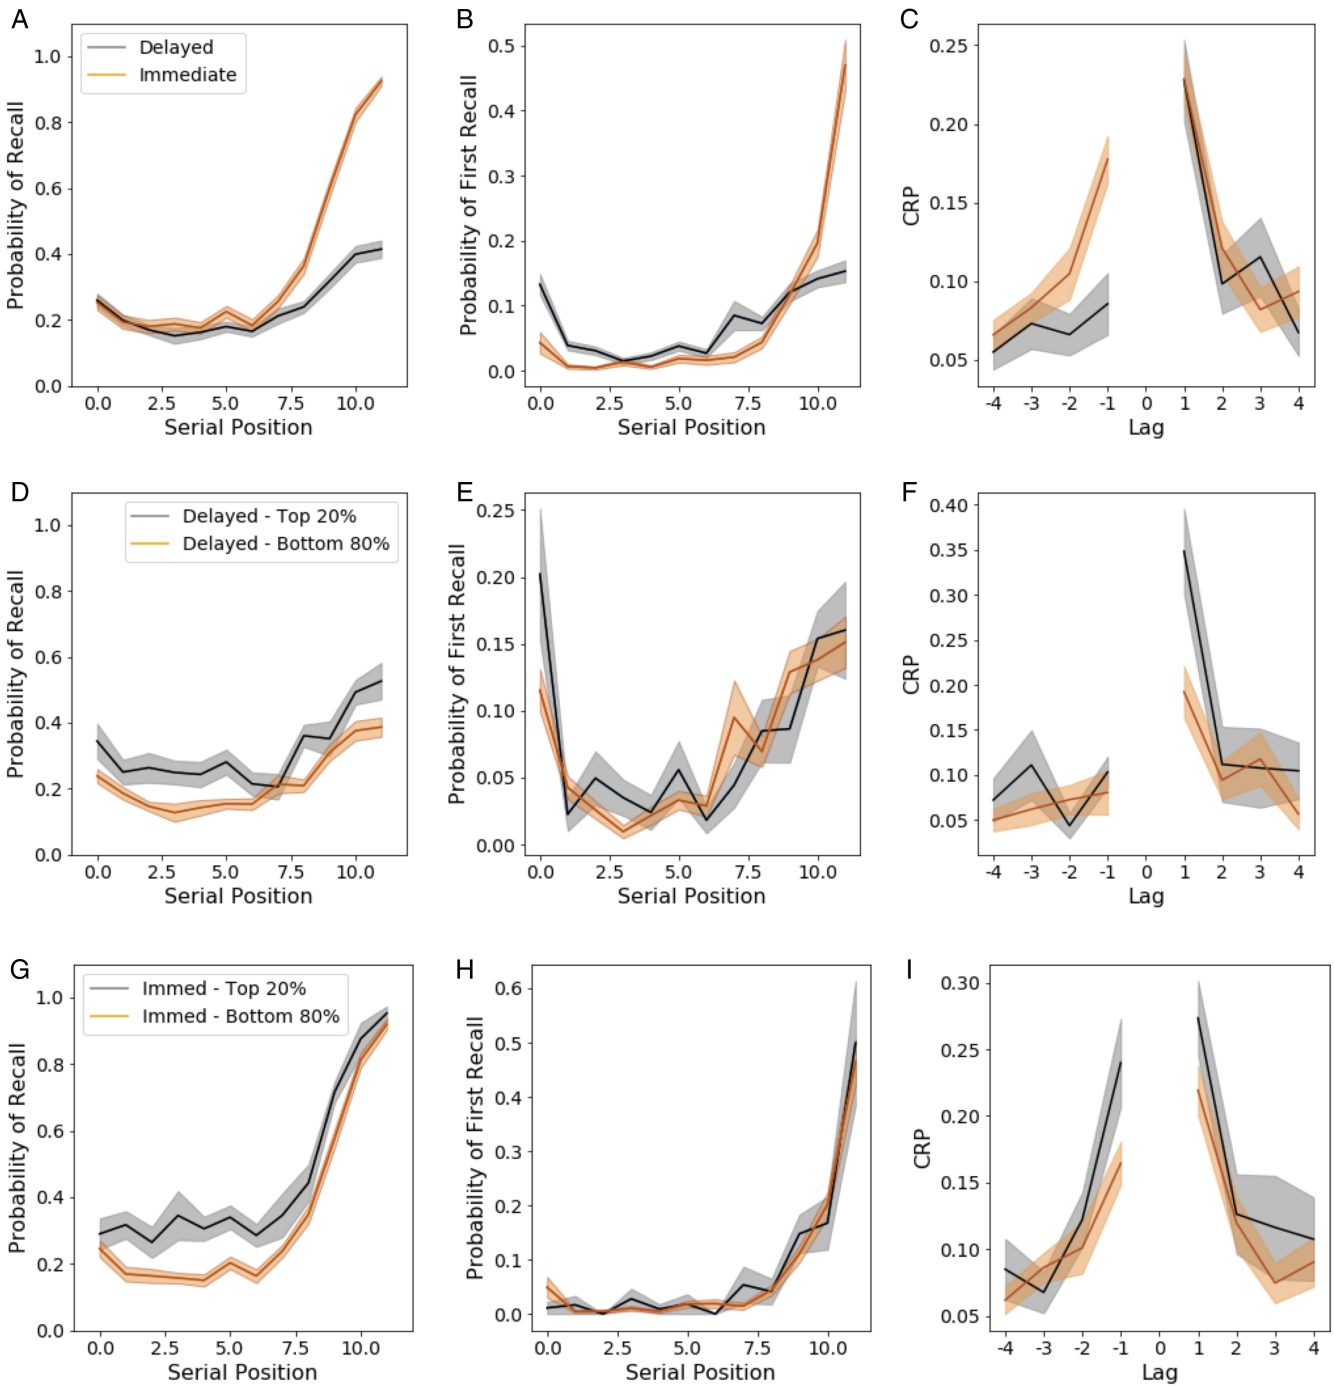 A
Delayed
Immediate
Probability of Recall
1.0
0.8
0.6
0.4
0.2
0.0
0.0 2.5 5.0 7.5 10.0
Serial Position
B
Probability of First Recall
0.5
0.4
0.3
0.2
0.1
0.0
0.0 2.5 5.0 7.5 10.0
Serial Position
C
CRP
0.25
0.20
0.15
0.10
0.05
-4 -3 -2 -1 0 1 2 3 4
Lag
D
Delayed - Top 20%
Delayed - Bottom 80%
Probability of Recall
1.0
0.8
0.6
0.4
0.2
0.0
0.0 2.5 5.0 7.5 10.0
Serial Position
E
Probability of First Recall
0.25
0.20
0.15
0.10
0.05
0.00
0.0 2.5 5.0 7.5 10.0
Serial Position
F
CRP
0.40
0.35
0.30
0.25
0.20
0.15
0.10
0.05
-4 -3 -2 -1 0 1 2 3 4
Lag
G
Immed - Top 20%
Immed - Bottom 80%
Probability of Recall
1.0
0.8
0.6
0.4
0.2
0.0
0.0 2.5 5.0 7.5 10.0
Serial Position
H
Probability of First Recall
0.6
0.5
0.4
0.3
0.2
0.1
0.0
0.0 2.5 5.0 7.5 10.0
Serial Position
I
CRP
0.30
0.25
0.20
0.15
0.10
0.05
-4 -3 -2 -1 0 1 2 3 4
Lag